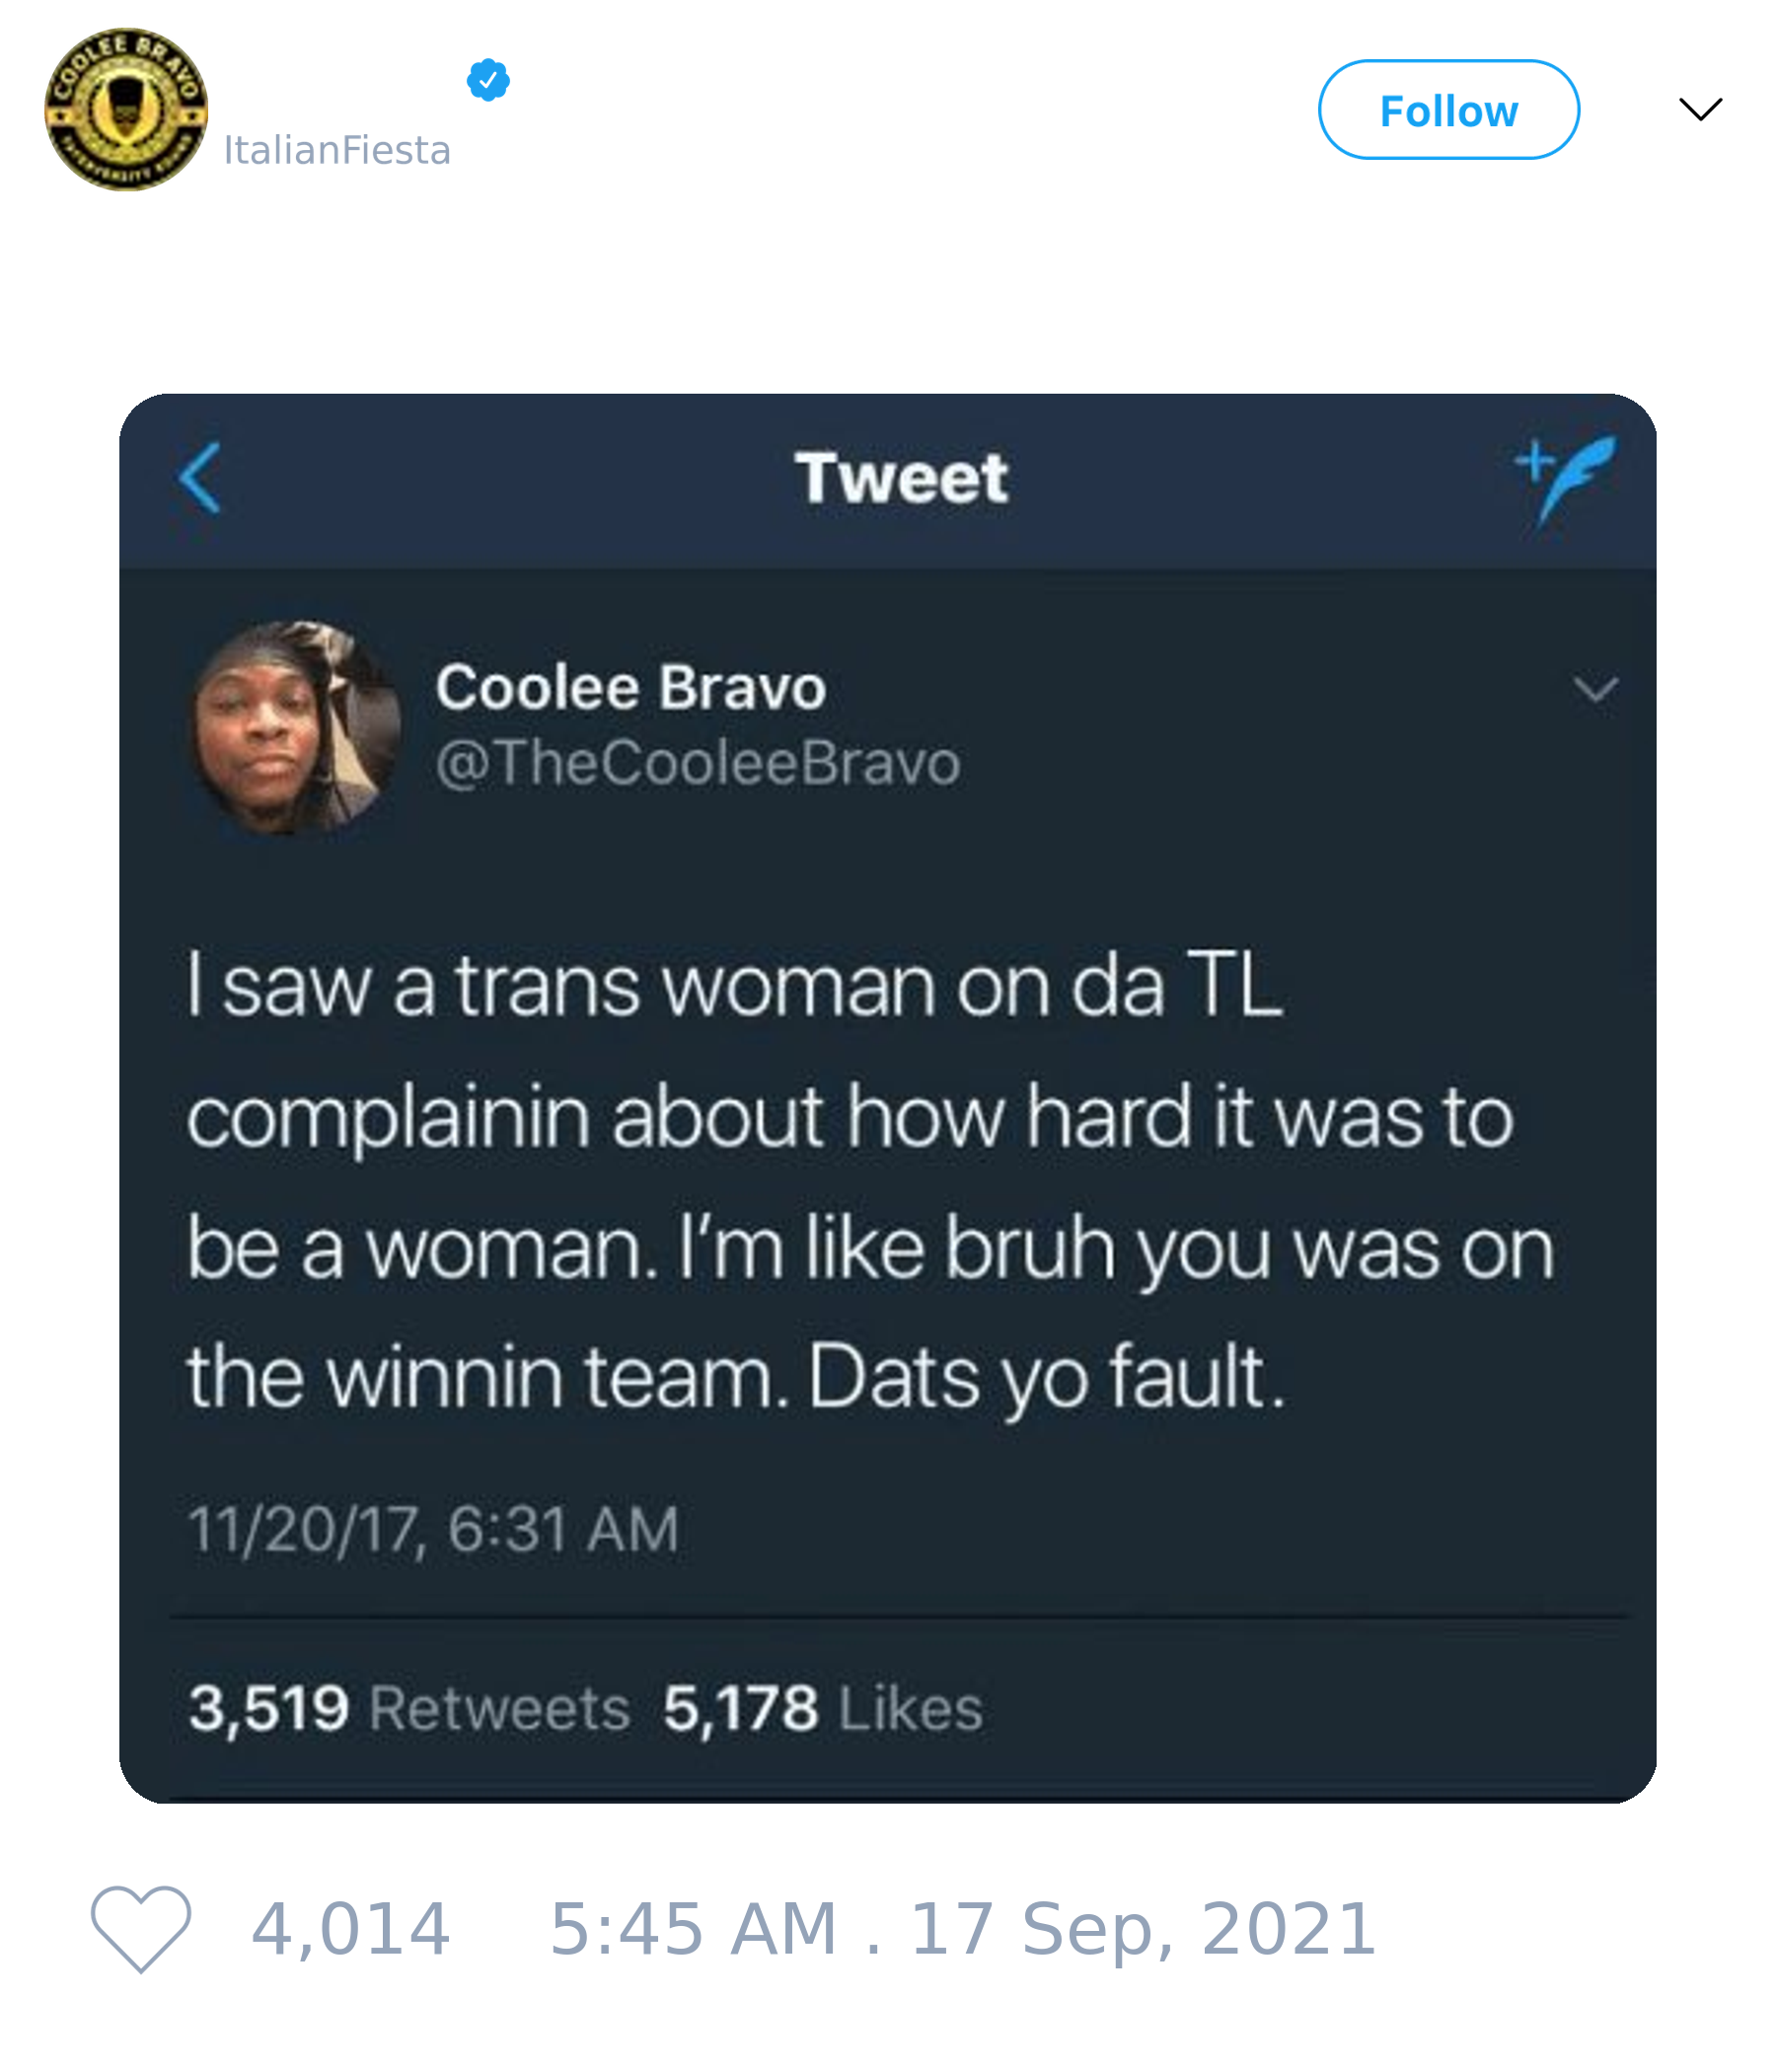 COOLEE BRAVO
ItalianFiesta
Follow
Tweet
Coolee Bravo
@TheCooleeBravo
I saw a trans woman on da TL
complainin about how hard it was to
be a woman. I’m like bruh you was on
the winnin team. Dats yo fault.
11/20/17, 6:31 AM
3,519 Retweets 5,178 Likes
4,014 5:45 AM . 17 Sep, 2021